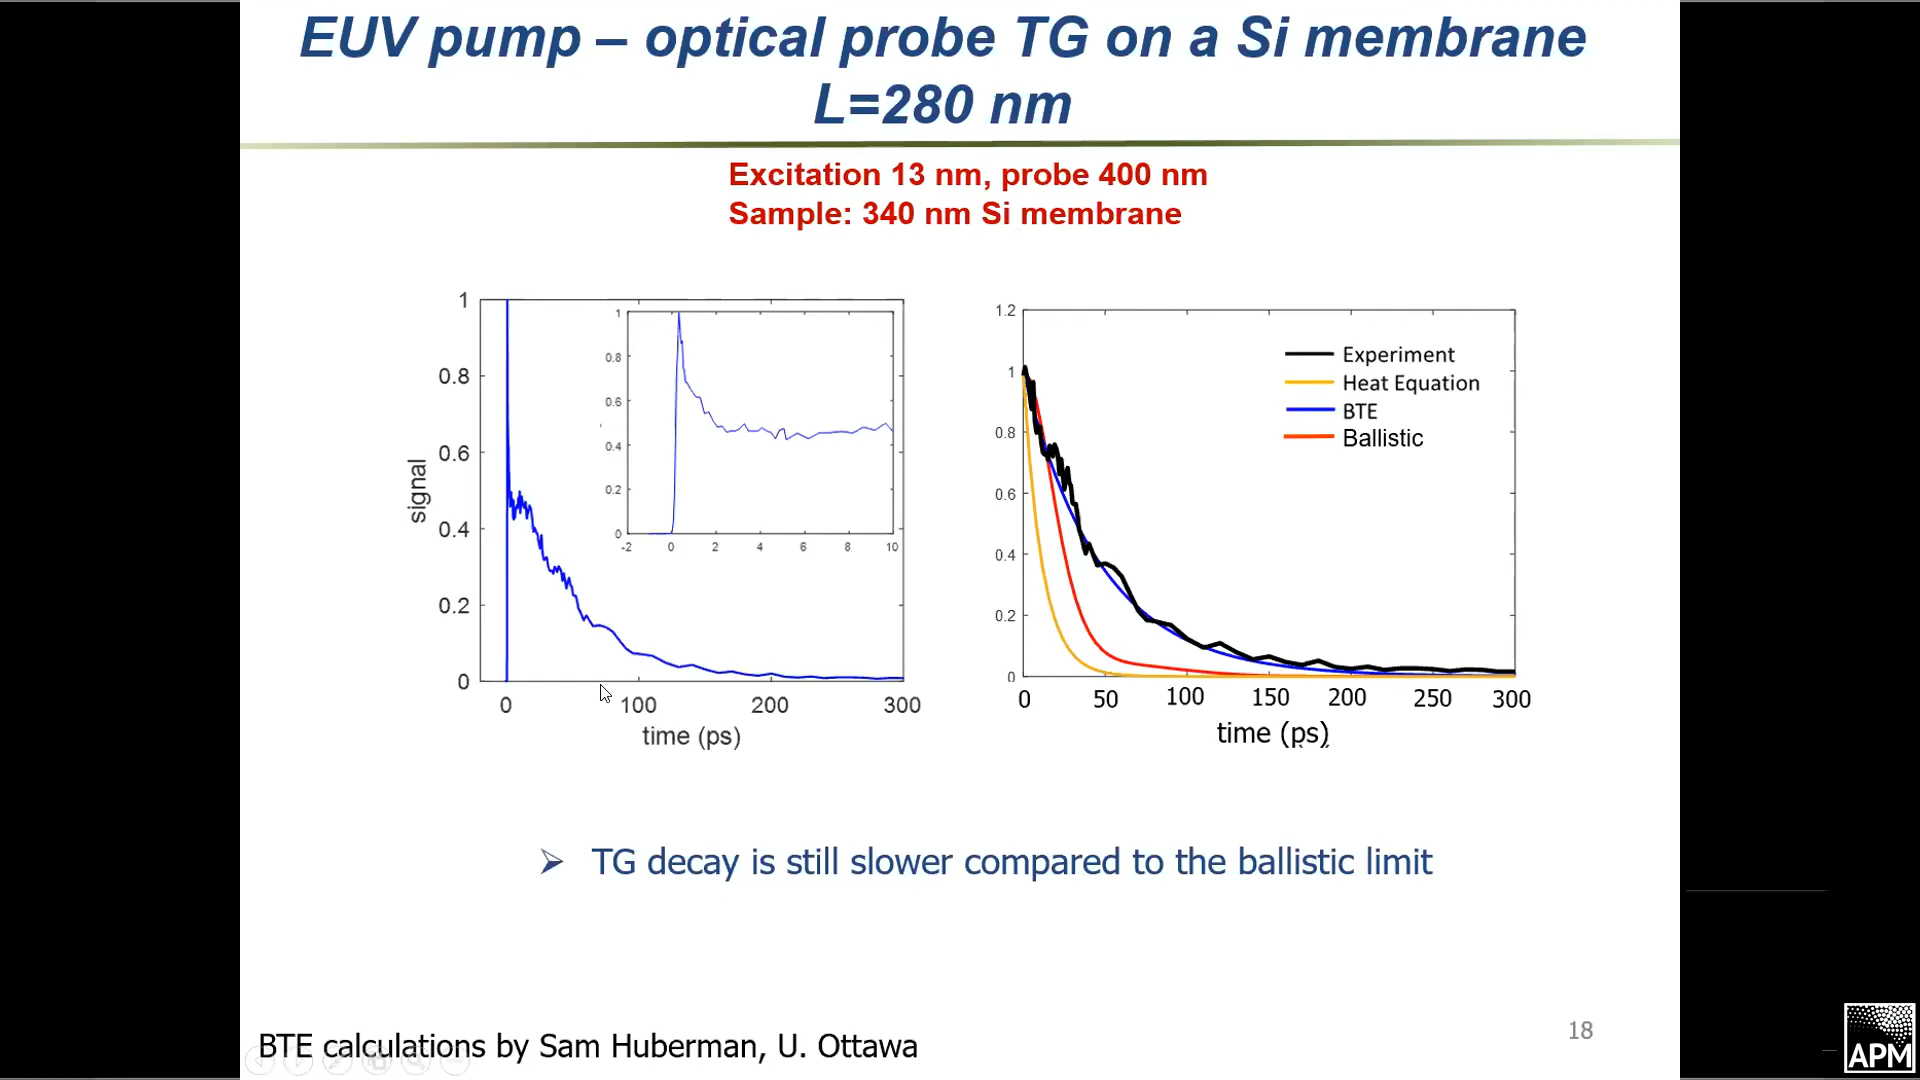 EUV pump – optical probe TG on a Si membrane
L=280 nm
Excitation 13 nm, probe 400 nm
Sample: 340 nm Si membrane
signal
1
0.8
0.6
0.4
0.2
0
0 100 200 300
time (ps)
1
0.8
0.6
0.4
0.2
0
-2 0 2 4 6 8 10
1.2
1
0.8
0.6
0.4
0.2
0
Experiment
Heat Equation
BTE
Ballistic
0 50 100 150 200 250 300
time (ps)
➢ TG decay is still slower compared to the ballistic limit
BTE calculations by Sam Huberman, U. Ottawa
18
APM